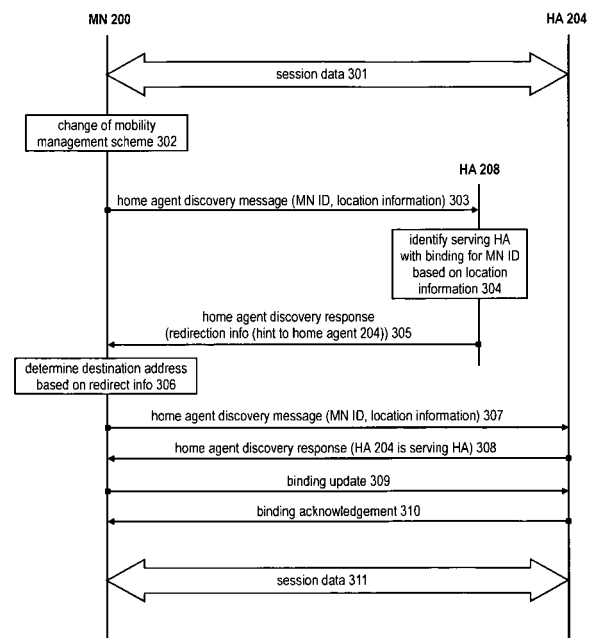 MN 200
HA 204
session data 301
change of mobility
management scheme 302
HA 208
home agent discovery message (MN ID, location information) 303
identify serving HA
with binding for MN ID
based on location
information 304
home agent discovery response
(redirection info (hint to home agent 204)) 305
determine destination address
based on redirect info 306
home agent discovery message (MN ID, location information) 307
home agent discovery response (HA 204 is serving HA) 308
binding update 309
binding acknowledgement 310
session data 311